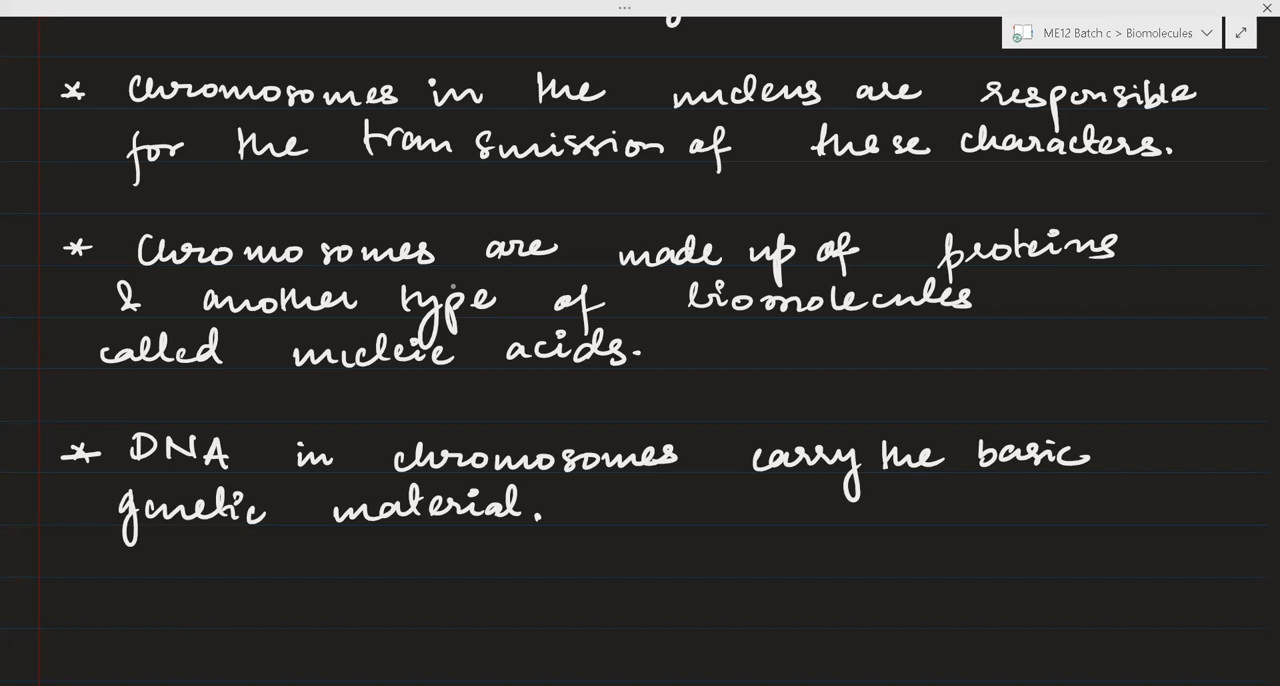 ME12 Batch c > Biomolecules
* Chromosomes in the nucleus are responsible
for the transmission of these characters.
* Chromosomes are made up of proteins
& another type of biomolecules
called nucleic acids.
* DNA in chromosomes carry the basic
genetic material.